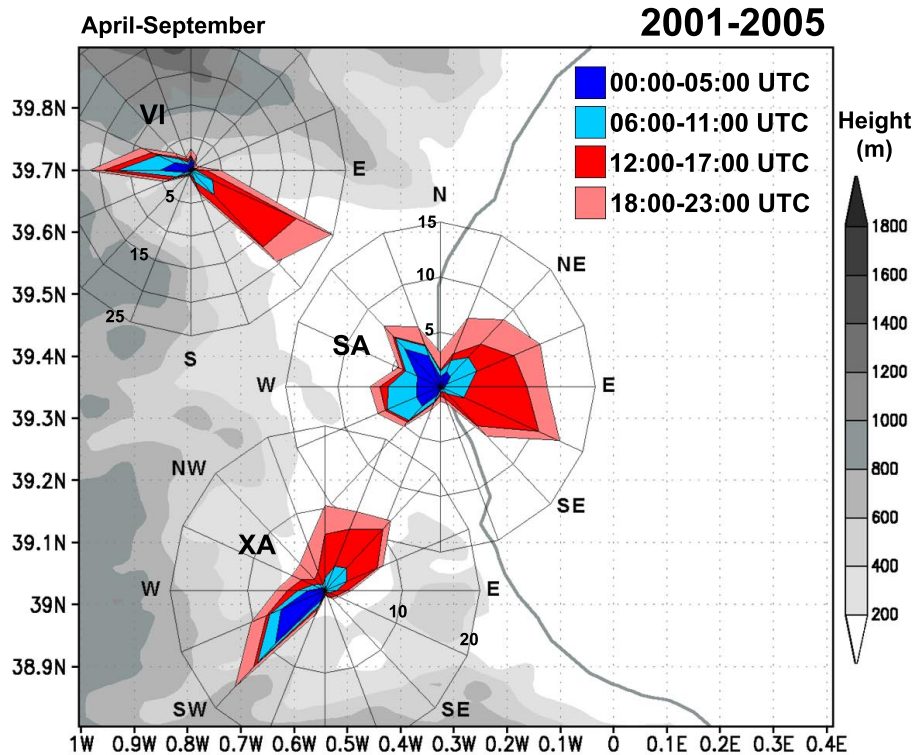 April-September
2001-2005
00:00-05:00 UTC
06:00-11:00 UTC
12:00-17:00 UTC
18:00-23:00 UTC
Height
(m)
1800
1600
1400
1200
1000
800
600
400
200
39.8N
39.7N
39.6N
39.5N
39.4N
39.3N
39.2N
39.1N
39N
38.9N
VI
E
5
15
25
S
N
15
NE
10
5
SA
W
E
SE
NW
XA
W
E
10
20
SW
SE
1W 0.9W 0.8W 0.7W 0.6W 0.5W 0.4W 0.3W 0.2W 0.1W 0 0.1E 0.2E 0.3E 0.4E